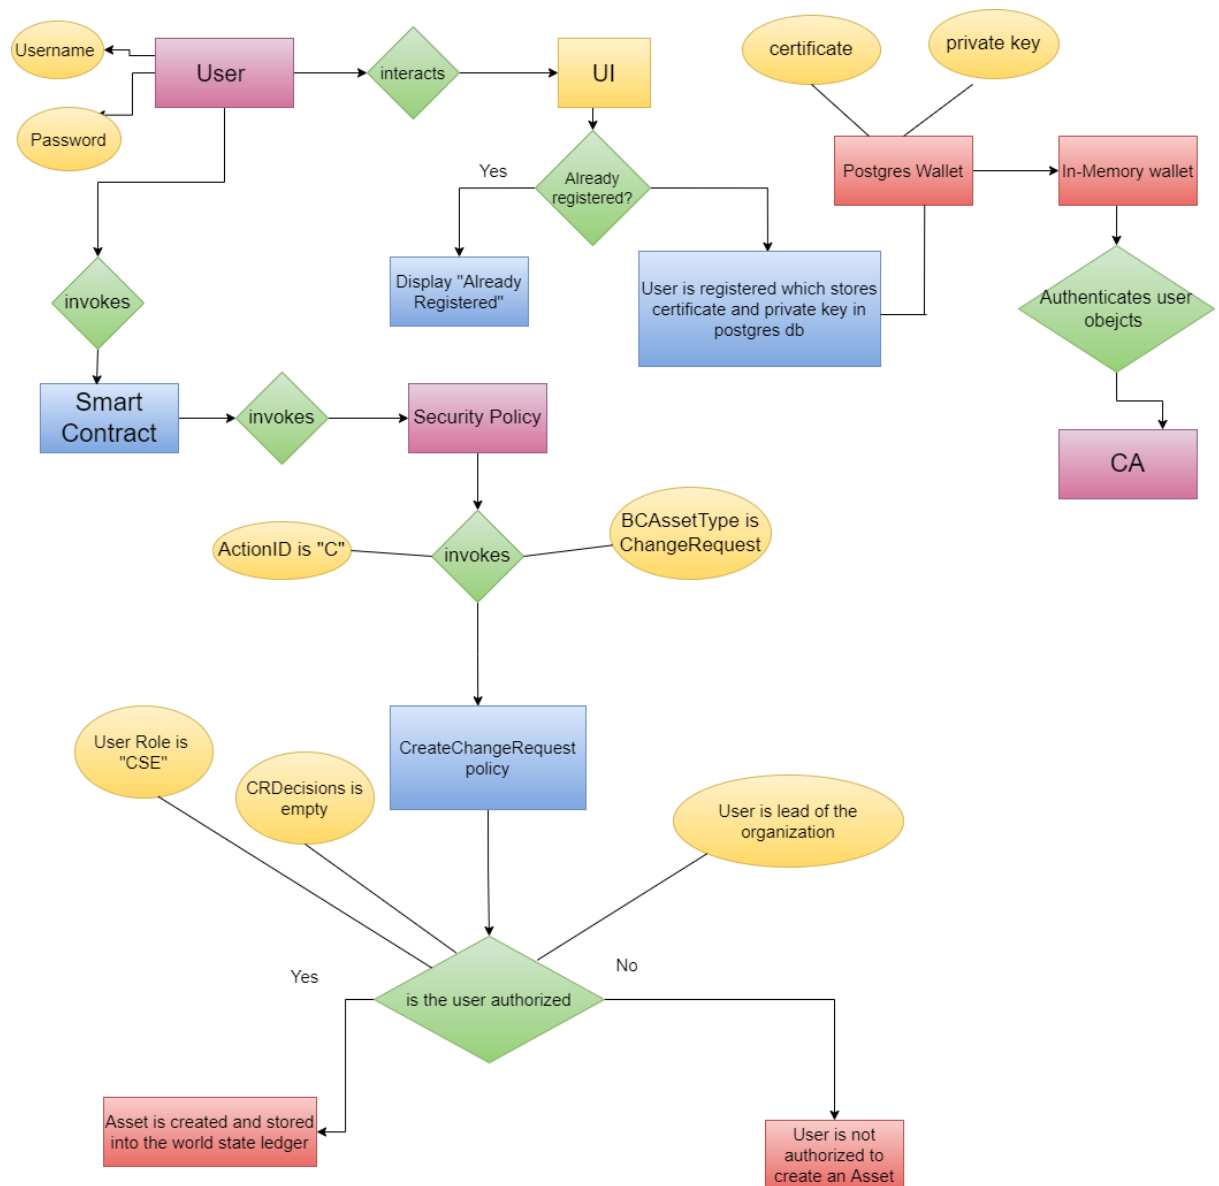 Username
User
interacts
UI
certificate
private key
Password
Yes
Already
registered?
Postgres Wallet
In-Memory wallet
invokes
Display "Already
Registered"
User is registered which stores
certificate and private key in
postgres db
Authenticates user
obejcts
Smart
Contract
invokes
Security Policy
CA
ActionID is "C"
invokes
BCAssetType is
ChangeRequest
User Role is
"CSE"
CRDecisions is
empty
CreateChangeRequest
policy
User is lead of the
organization
Yes
is the user authorized
No
Asset is created and stored
into the world state ledger
User is not
authorized to
create an Asset